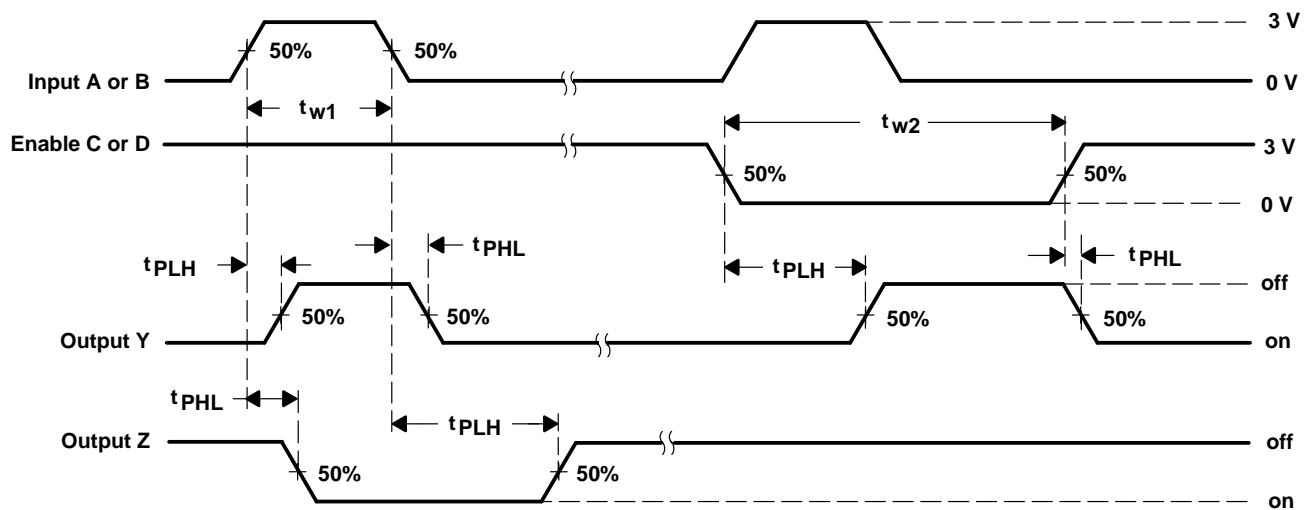 3 V
50%
50%
Input A or B
0 V
tw1
tw2
Enable C or D
3 V
50%
50%
0 V
tPHL
tPLH
tPLH
tPHL
off
50%
50%
50%
50%
Output Y
on
tPHL
tPLH
Output Z
off
50%
50%
on